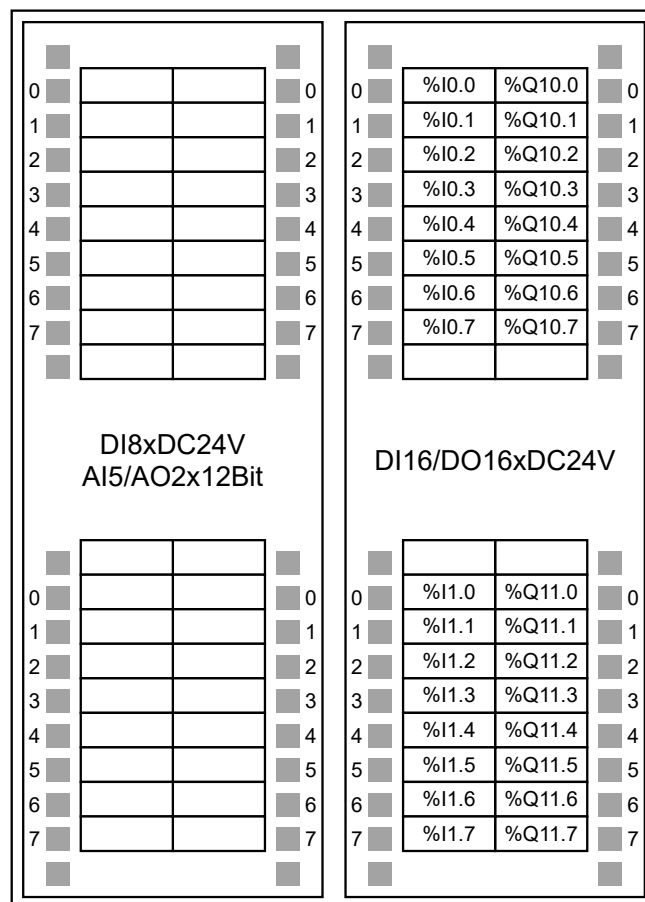 0 0
1 1
2 2
3 3
4 4
5 5
6 6
7 7
DI8xDC24V
AI5/AO2x12Bit
0 0
1 1
2 2
3 3
4 4
5 5
6 6
7 7
0 %I0.0 %Q10.0 0
1 %I0.1 %Q10.1 1
2 %I0.2 %Q10.2 2
3 %I0.3 %Q10.3 3
4 %I0.4 %Q10.4 4
5 %I0.5 %Q10.5 5
6 %I0.6 %Q10.6 6
7 %I0.7 %Q10.7 7
DI16/DO16xDC24V
0 %I1.0 %Q11.0 0
1 %I1.1 %Q11.1 1
2 %I1.2 %Q11.2 2
3 %I1.3 %Q11.3 3
4 %I1.4 %Q11.4 4
5 %I1.5 %Q11.5 5
6 %I1.6 %Q11.6 6
7 %I1.7 %Q11.7 7